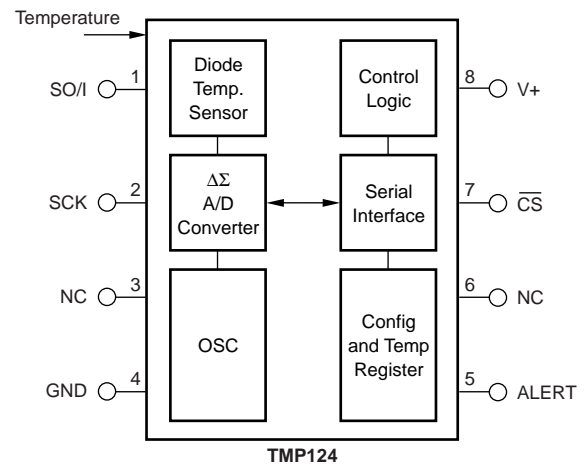 Temperature
1
SO/I
Diode
Temp.
Sensor
Control
Logic
8
V+
2
SCK
ΔΣ
A/D
Converter
Serial
Interface
7
C̅S̅
3
NC
OSC
Config
and Temp
Register
6
NC
4
GND
5
ALERT
TMP124